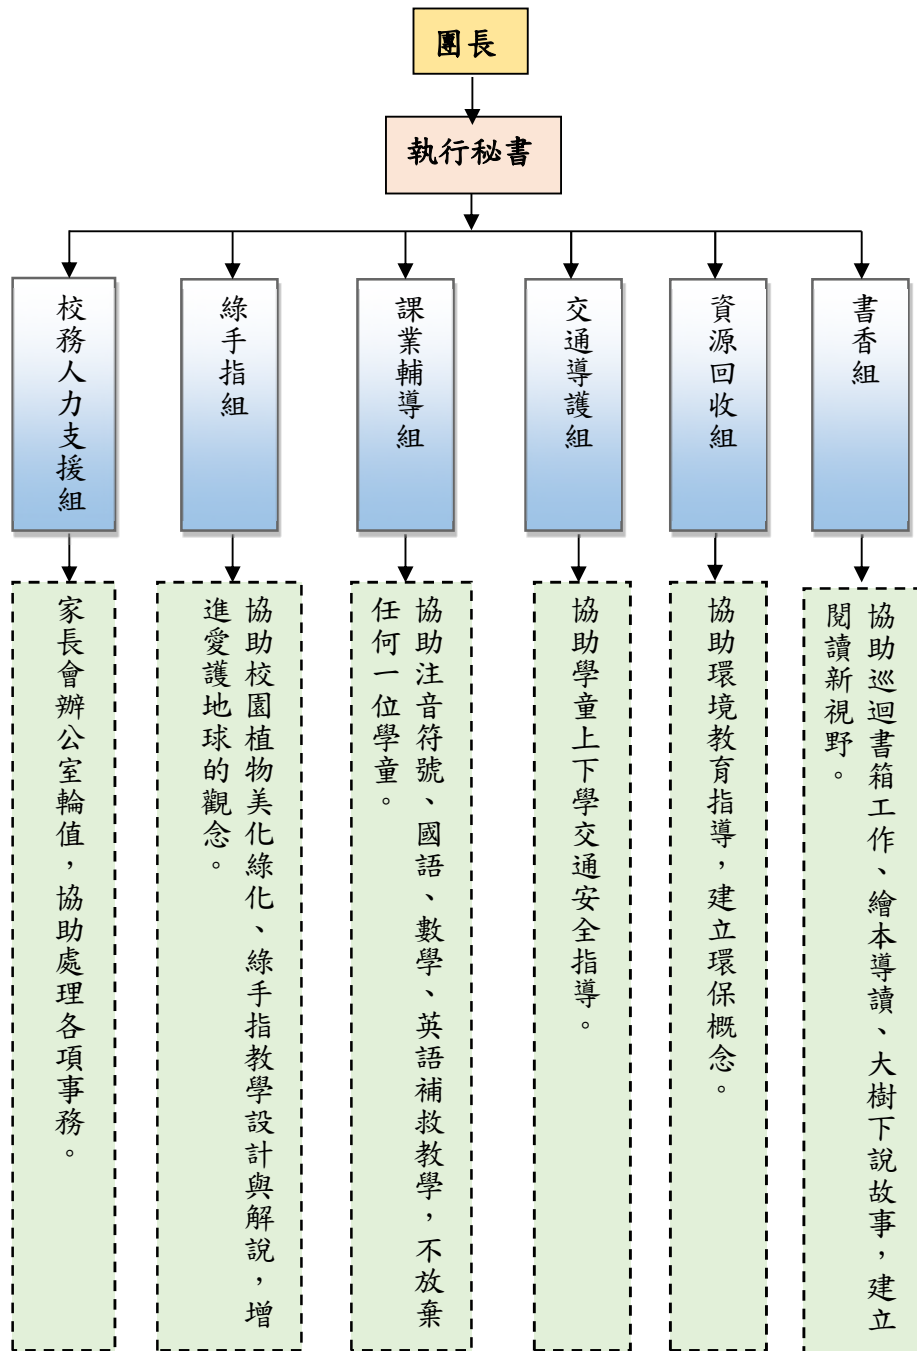 團長
執行秘書
校務人力支援組
綠手指組
課業輔導組
交通導護組
資源回收組
書香組
家長會辦公室輪值，協助處理各項事務。
協助校園植物美化綠化、綠手指教學設計與解說，增
進愛護地球的觀念。
協助注音符號、國語、數學、英語補救教學，不放棄
任何一位學童。
協助學童上下學交通安全指導。
協助環境教育指導，建立環保概念。
協助巡迴書箱工作、繪本導讀、大樹下說故事，建立
閱讀新視野。